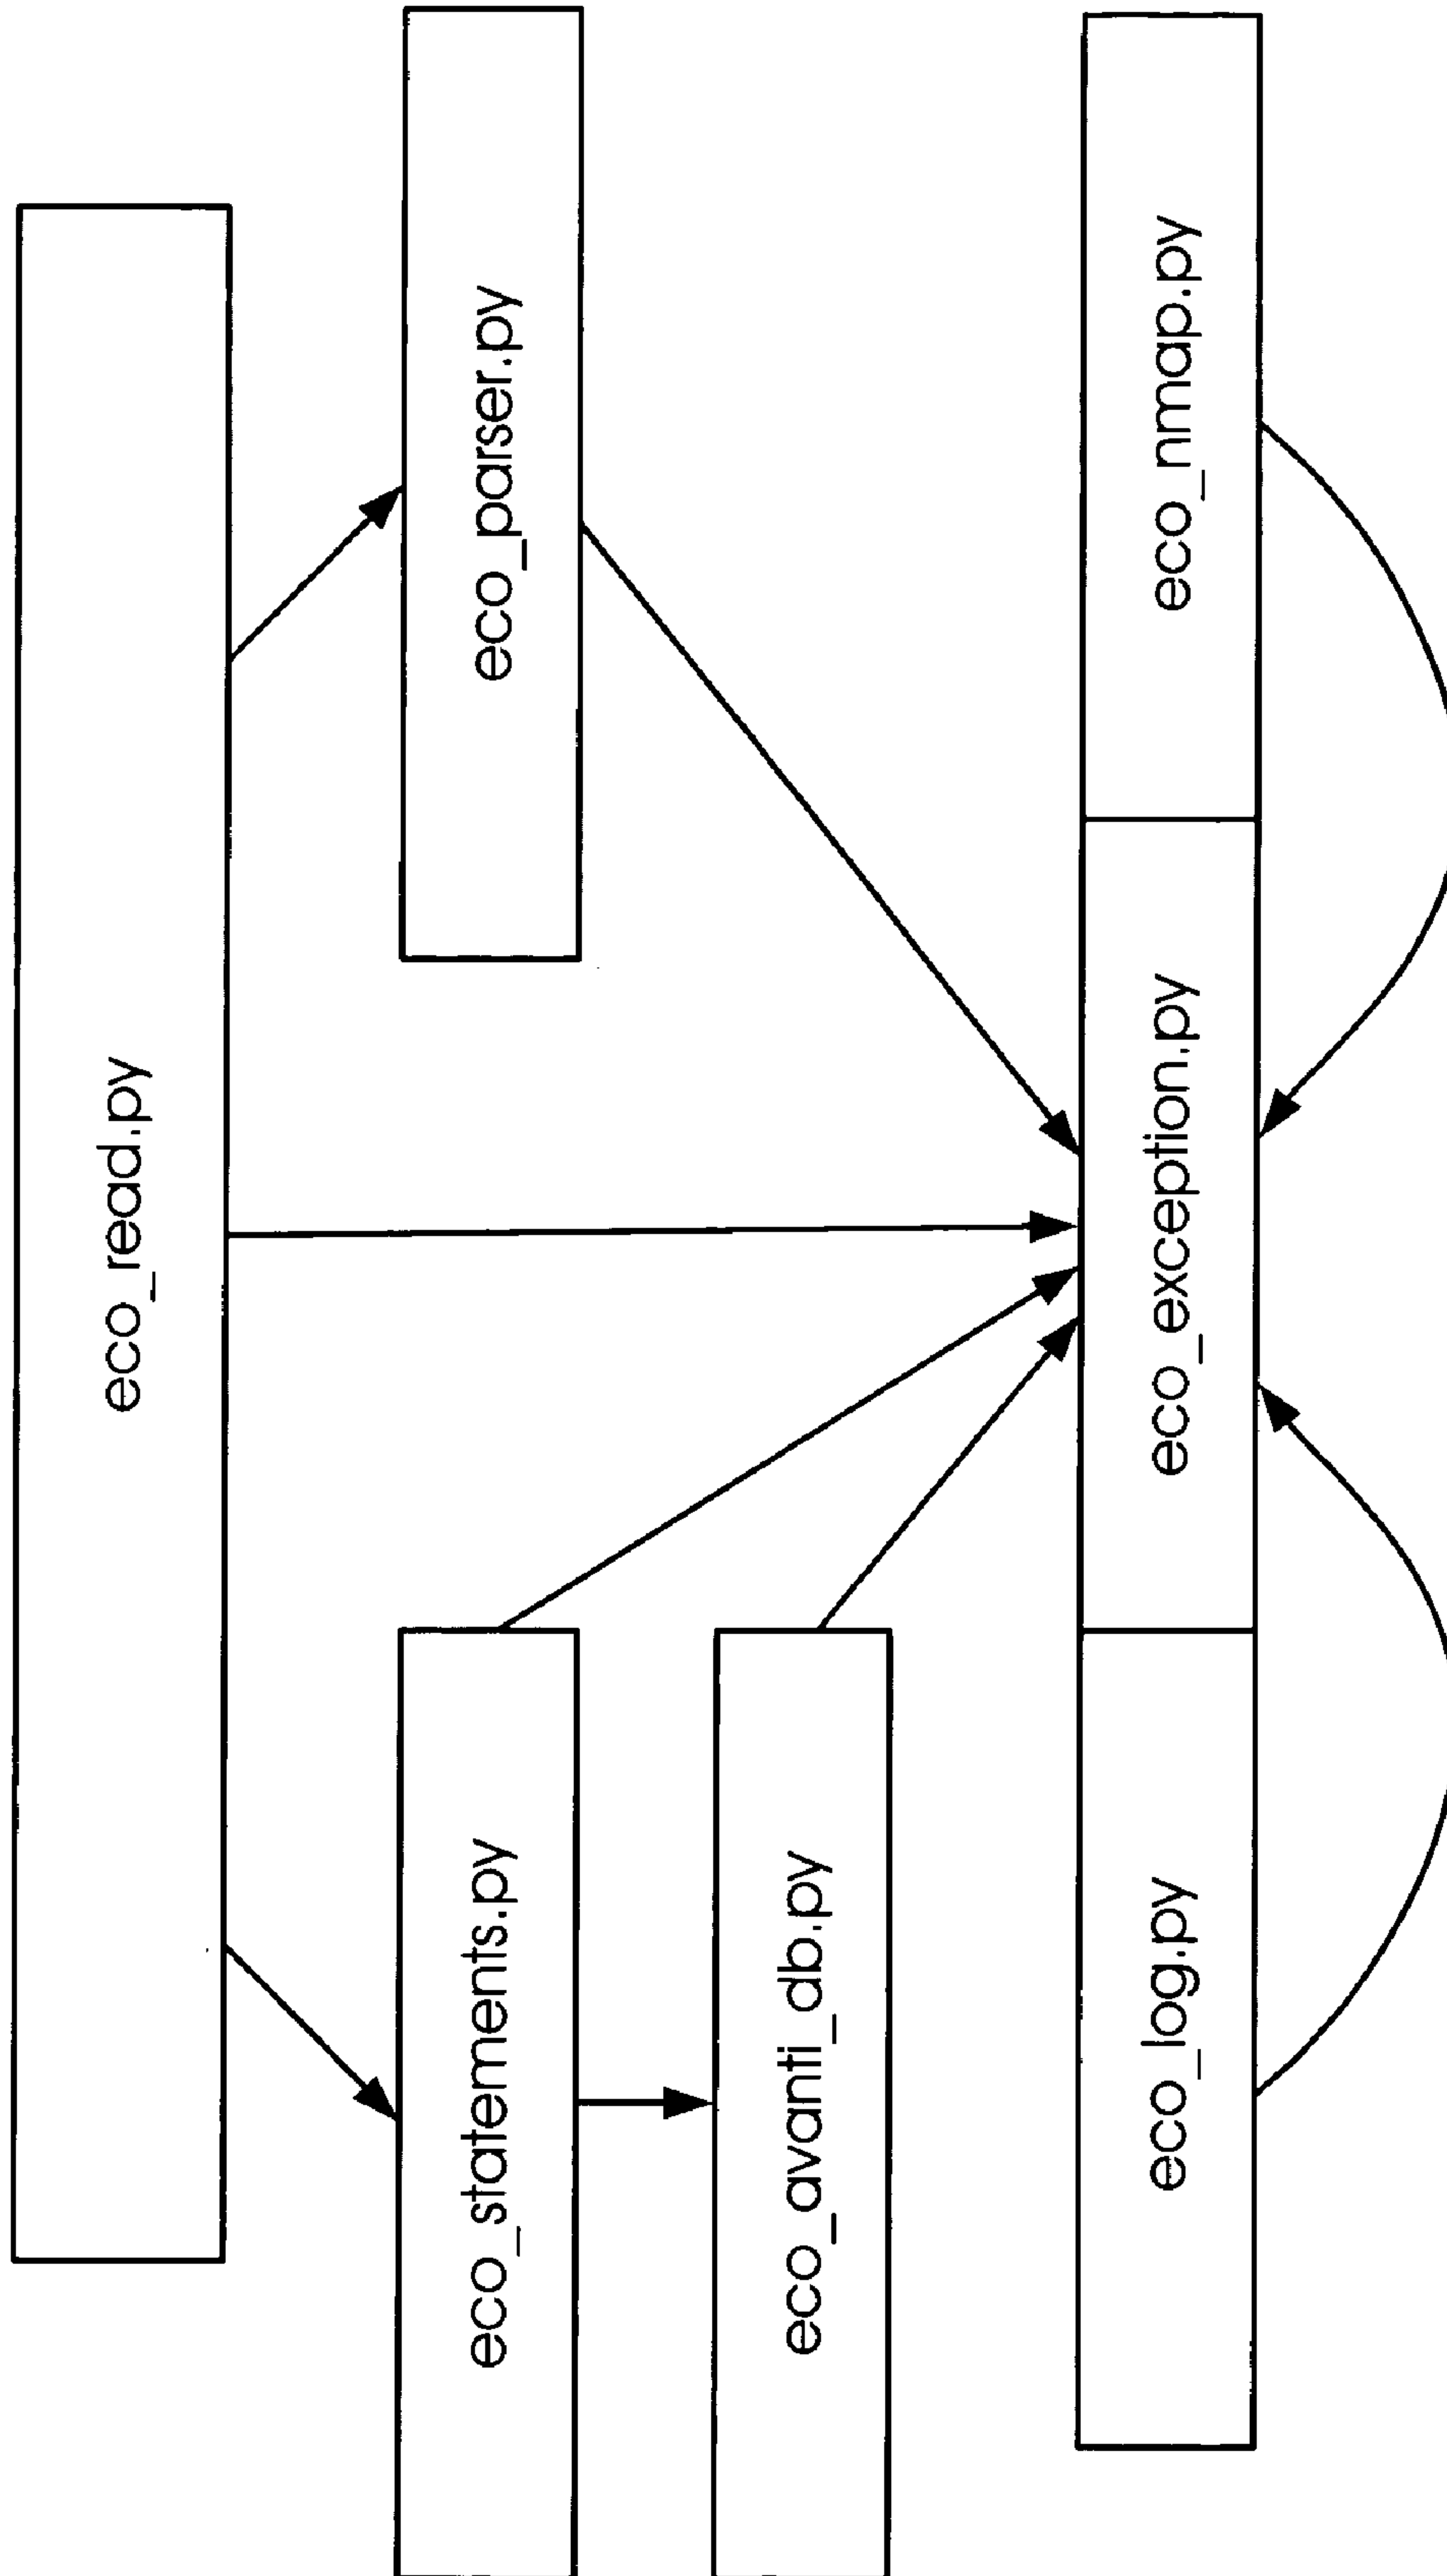 eco_read.py
eco_statements.py
eco_parser.py
eco_avanti_db.py
eco_log.py
eco_exception.py
eco_nmap.py